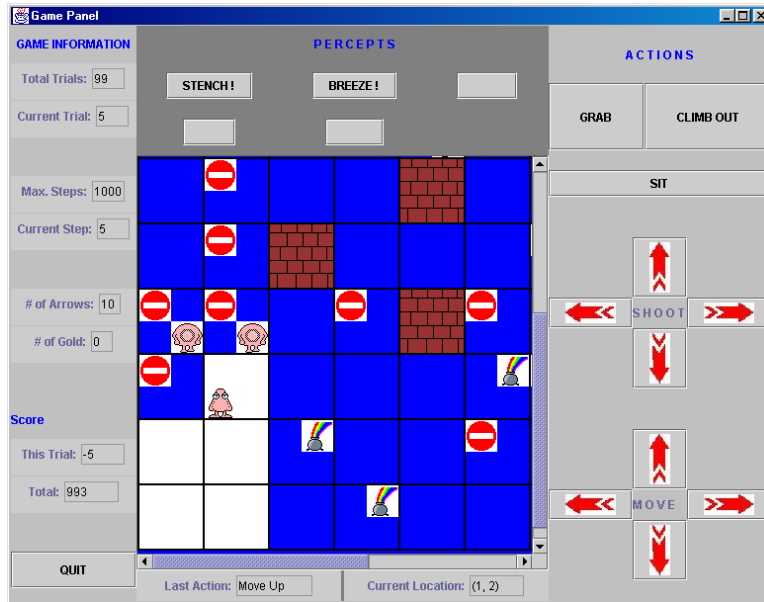 Game Panel
GAME INFORMATION
Total Trials: 99
Current Trial: 5
Max. Steps: 1000
Current Step: 5
# of Arrows: 10
# of Gold: 0
Score
This Trial: -5
Total: 993
QUIT
PERCEPTS
STENCH!
BREEZE!
Last Action: Move Up
Current Location: (1, 2)
ACTIONS
GRAB
CLIMB OUT
SIT
SHOOT
MOVE